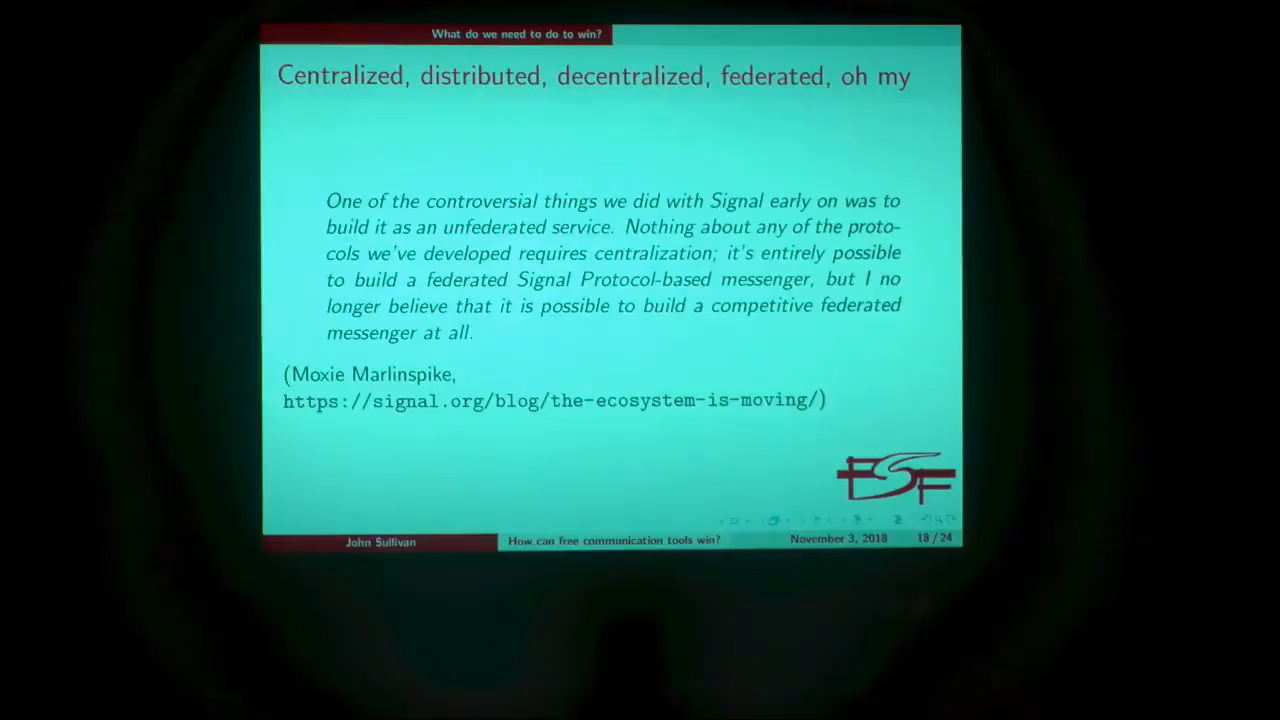 What do we need to do to win?
Centralized, distributed, decentralized, federated, oh my
One of the controversial things we did with Signal early on was to
build it as an unfederated service. Nothing about any of the proto-
cols we've developed requires centralization; it's entirely possible
to build a federated Signal Protocol-based messenger, but I no
longer believe that it is possible to build a competitive federated
messenger at all.
(Moxie Marlinspike,
https://signal.org/blog/the-ecosystem-is-moving/)
FSF
John Sullivan
How can free communication tools win?
November 3, 2018
18 / 24